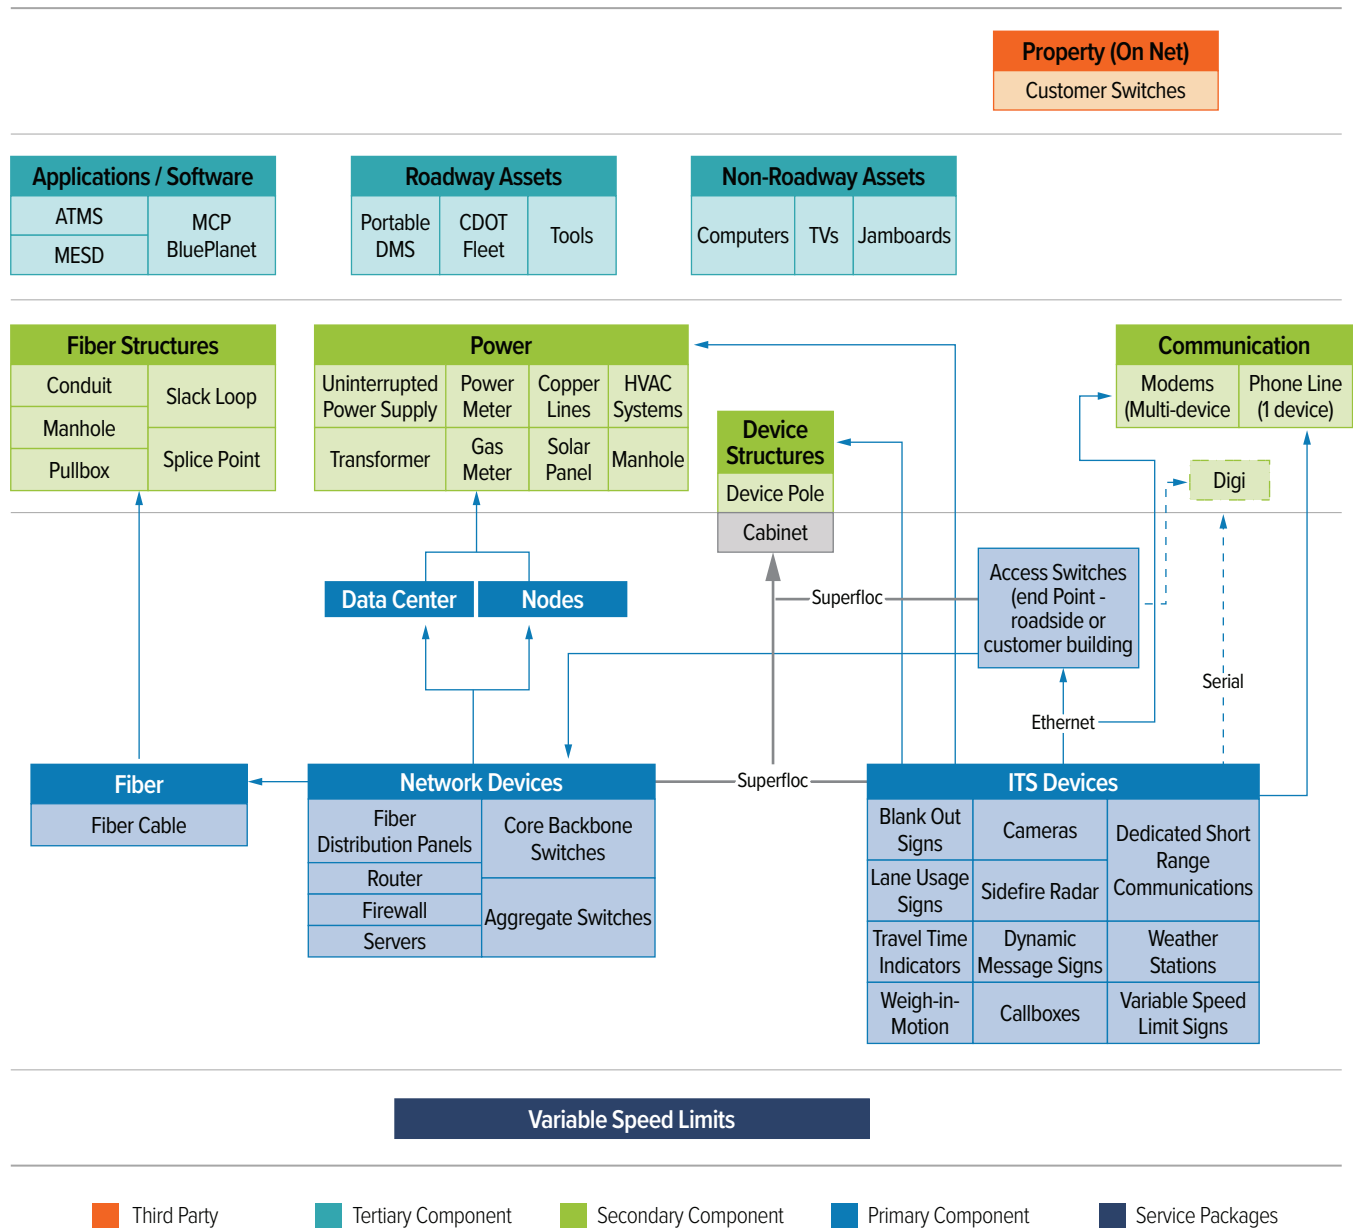 Property (On Net)
Customer Switches
Applications / Software
ATMS
MESD
MCP
BluePlanet
Roadway Assets
Portable
DMS
CDOT
Fleet
Tools
Non-Roadway Assets
Computers
TVs
Jamboards
Fiber Structures
Conduit
Manhole
Pullbox
Slack Loop
Splice Point
Power
Uninterrupted
Power Supply
Power
Meter
Copper
Lines
HVAC
Systems
Transformer
Gas
Meter
Solar
Panel
Manhole
Device
Structures
Device Pole
Cabinet
Communication
Modems
(Multi-device
Phone Line
(1 device)
Digi
Data Center
Nodes
Superfloc
Access Switches
(end Point -
roadside or
customer building
Serial
Ethernet
Fiber
Fiber Cable
Network Devices
Fiber
Distribution Panels
Router
Firewall
Servers
Core Backbone
Switches
Aggregate Switches
Superfloc
ITS Devices
Blank Out
Signs
Cameras
Dedicated Short
Range
Communications
Lane Usage
Signs
Sidefire Radar
Travel Time
Indicators
Dynamic
Message Signs
Weather
Stations
Weigh-in-
Motion
Callboxes
Variable Speed
Limit Signs
Variable Speed Limits
Third Party
Tertiary Component
Secondary Component
Primary Component
Service Packages